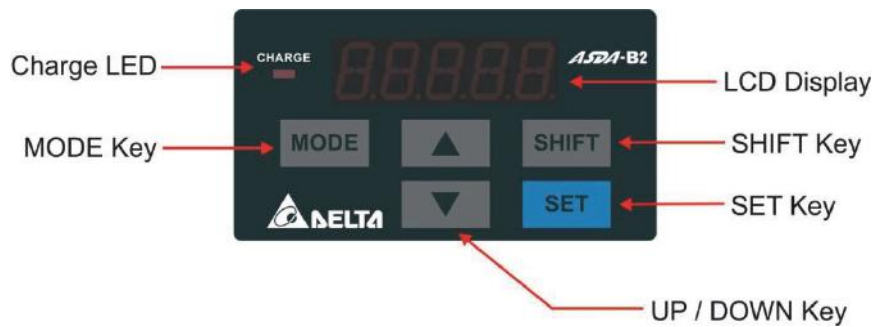 Charge LED
CHARGE
ASDA-B2
LCD Display
MODE Key
MODE
SHIFT
SHIFT Key
DELTA
SET
SET Key
UP / DOWN Key